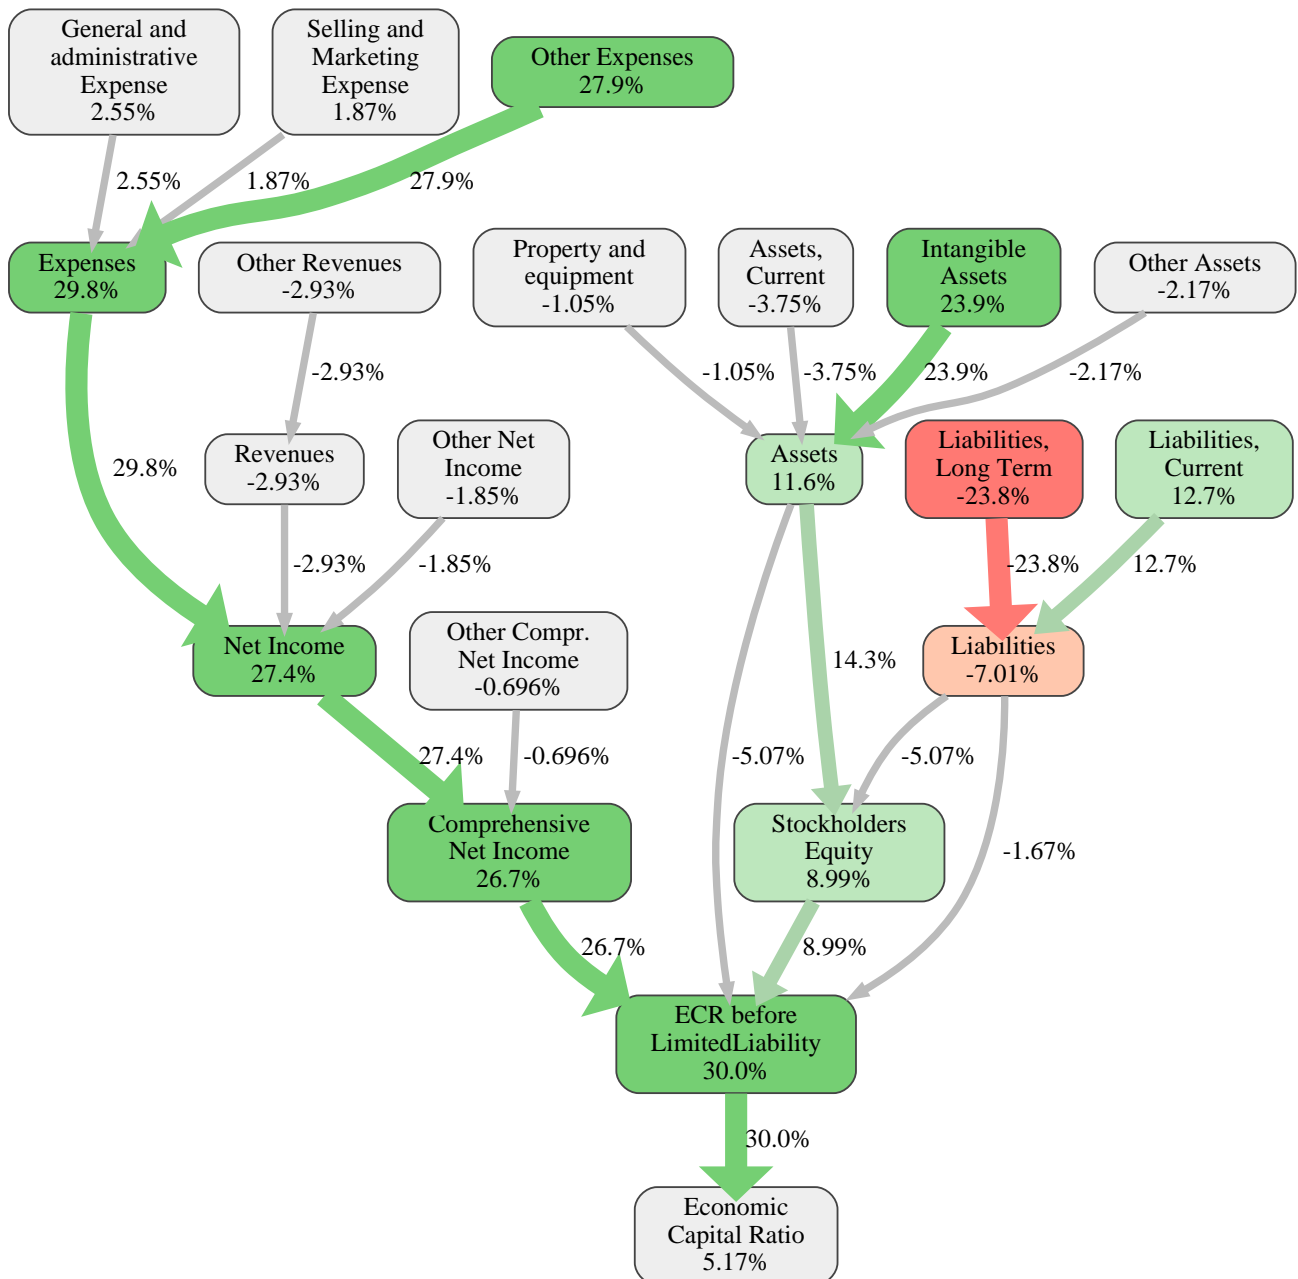 General and
administrative
Expense
2.55%
Selling and
Marketing
Expense
1.87%
Other Expenses
27.9%
2.55%
1.87%
27.9%
Expenses
29.8%
Other Revenues
-2.93%
Property and
equipment
-1.05%
Assets,
Current
-3.75%
Intangible
Assets
23.9%
Other Assets
-2.17%
-2.93%
-1.05%
-3.75%
23.9%
-2.17%
29.8%
Revenues
-2.93%
Other Net
Income
-1.85%
Assets
11.6%
Liabilities,
Long Term
-23.8%
Liabilities,
Current
12.7%
-2.93%
-1.85%
-23.8%
12.7%
Net Income
27.4%
Other Compr.
Net Income
-0.696%
14.3%
Liabilities
-7.01%
27.4%
-0.696%
-5.07%
-5.07%
Comprehensive
Net Income
26.7%
Stockholders
Equity
8.99%
-1.67%
26.7%
8.99%
ECR before
LimitedLiability
30.0%
30.0%
Economic
Capital Ratio
5.17%